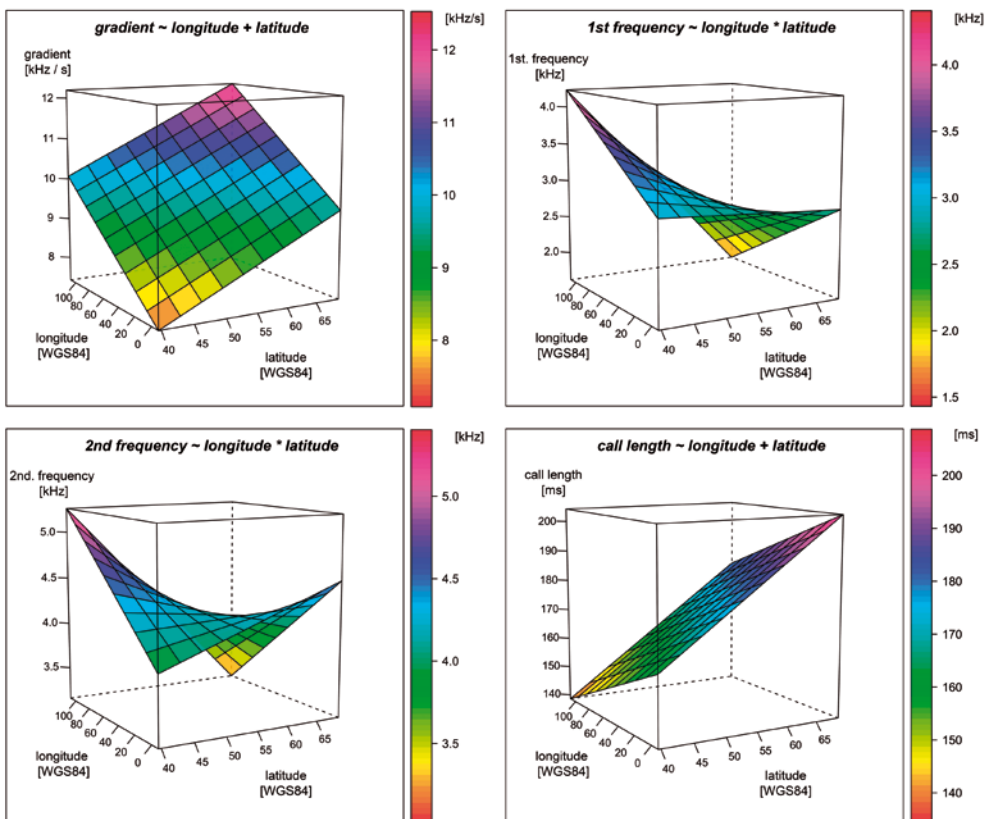 gradient ~ longitude + latitude
gradient
[kHz / s]
12
11
10
9
8
100
80
60
40
20
0
longitude
[WGS84]
40
45
50
55
60
65
latitude
[WGS84]
[kHz/s]
12
11
10
9
8
1st frequency ~ longitude * latitude
1st. frequency
[kHz]
4.0
3.5
3.0
2.5
2.0
100
80
60
40
20
0
longitude
[WGS84]
40
45
50
55
60
65
latitude
[WGS84]
[kHz]
4.0
3.5
3.0
2.5
2.0
1.5
2nd frequency ~ longitude * latitude
2nd. frequency
[kHz]
5.0
4.5
4.0
3.5
100
80
60
40
20
0
longitude
[WGS84]
40
45
50
55
60
65
latitude
[WGS84]
[kHz]
5.0
4.5
4.0
3.5
call length ~ longitude + latitude
call length
[ms]
200
190
180
170
160
150
140
100
80
60
40
20
0
longitude
[WGS84]
40
45
50
55
60
65
latitude
[WGS84]
[ms]
200
190
180
170
160
150
140